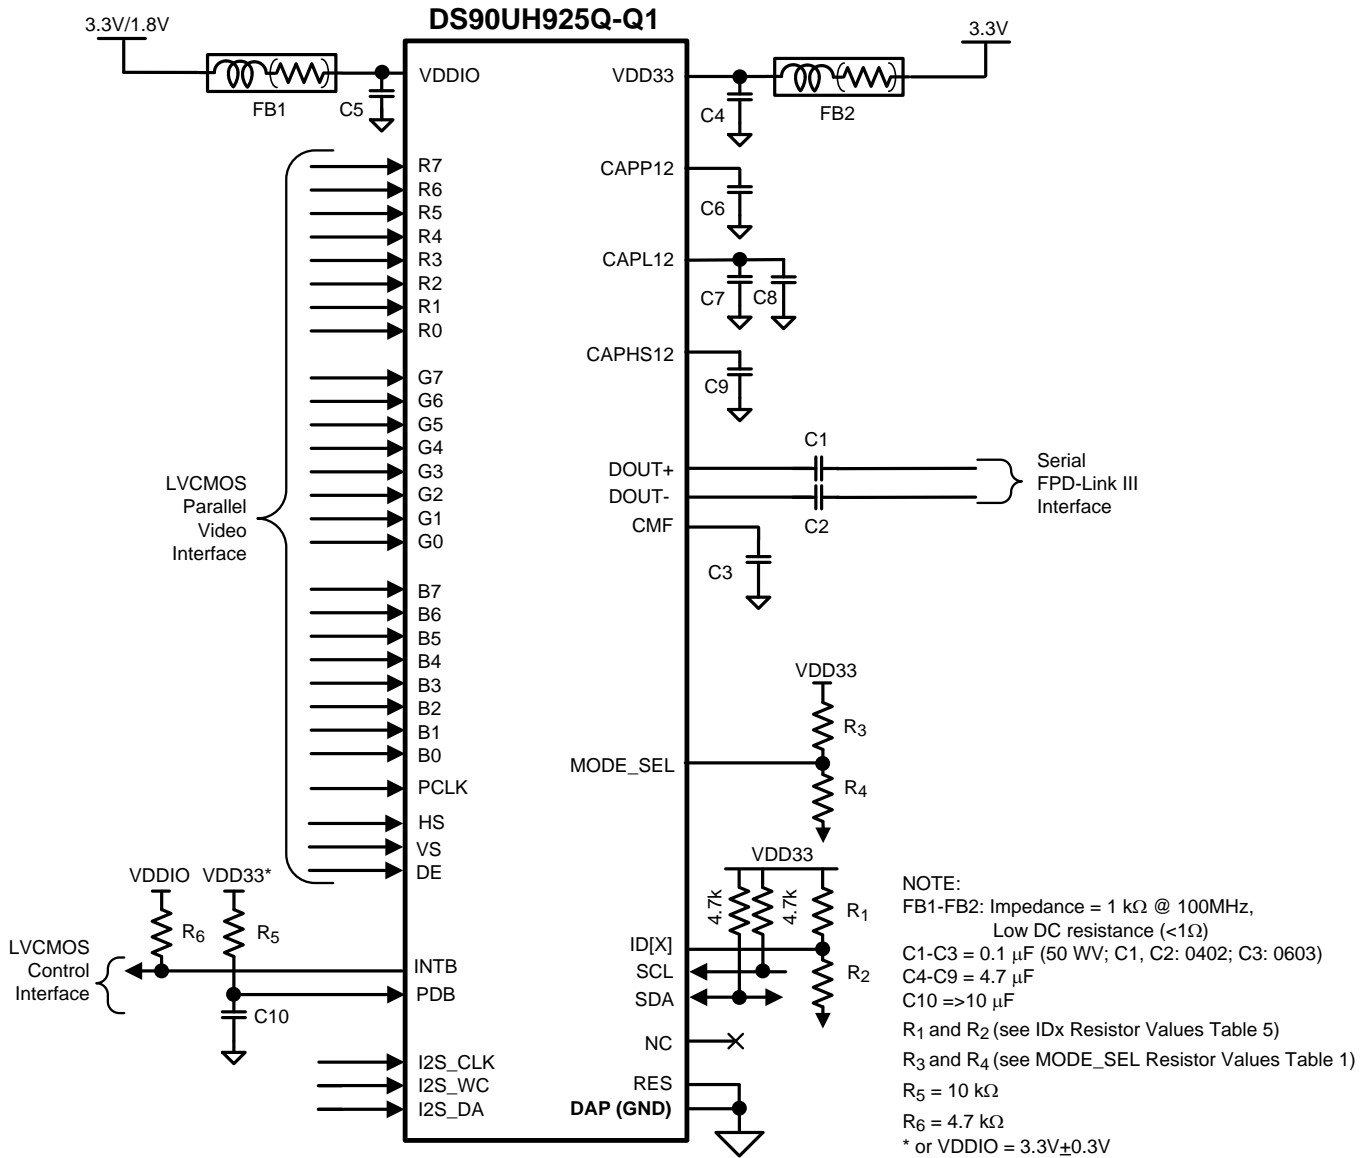 DS90UH925Q-Q1
3.3V/1.8V
FB1
C5
VDDIO
VDD33
C4
FB2
3.3V
R7
R6
R5
R4
R3
R2
R1
R0
G7
G6
G5
G4
G3
G2
G1
G0
B7
B6
B5
B4
B3
B2
B1
B0
PCLK
HS
VS
DE
LVCMOS
Parallel
Video
Interface
CAPP12
C6
CAPL12
C7
C8
CAPHS12
C9
DOUT+
DOUT-
CMF
C1
C2
C3
Serial
FPD-Link III
Interface
MODE_SEL
VDD33
R3
R4
VDD33
4.7k
4.7k
R1
R2
ID[X]
SCL
SDA
NC
RES
DAP (GND)
VDDIO
VDD33*
R6
R5
LVCMOS
Control
Interface
INTB
PDB
C10
I2S_CLK
I2S_WC
I2S_DA
NOTE:
FB1-FB2: Impedance = 1 kΩ @ 100MHz,
Low DC resistance (<1Ω)
C1-C3 = 0.1 μF (50 WV; C1, C2: 0402; C3: 0603)
C4-C9 = 4.7 μF
C10 =>10 μF
R1 and R2 (see IDx Resistor Values Table 5)
R3 and R4 (see MODE_SEL Resistor Values Table 1)
R5 = 10 kΩ
R6 = 4.7 kΩ
* or VDDIO = 3.3V±0.3V